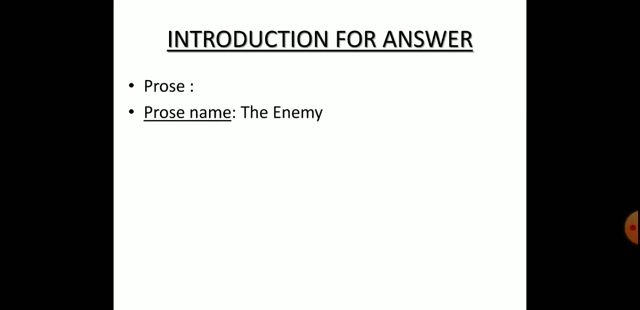 INTRODUCTION FOR ANSWER
• Prose :
• Prose name: The Enemy